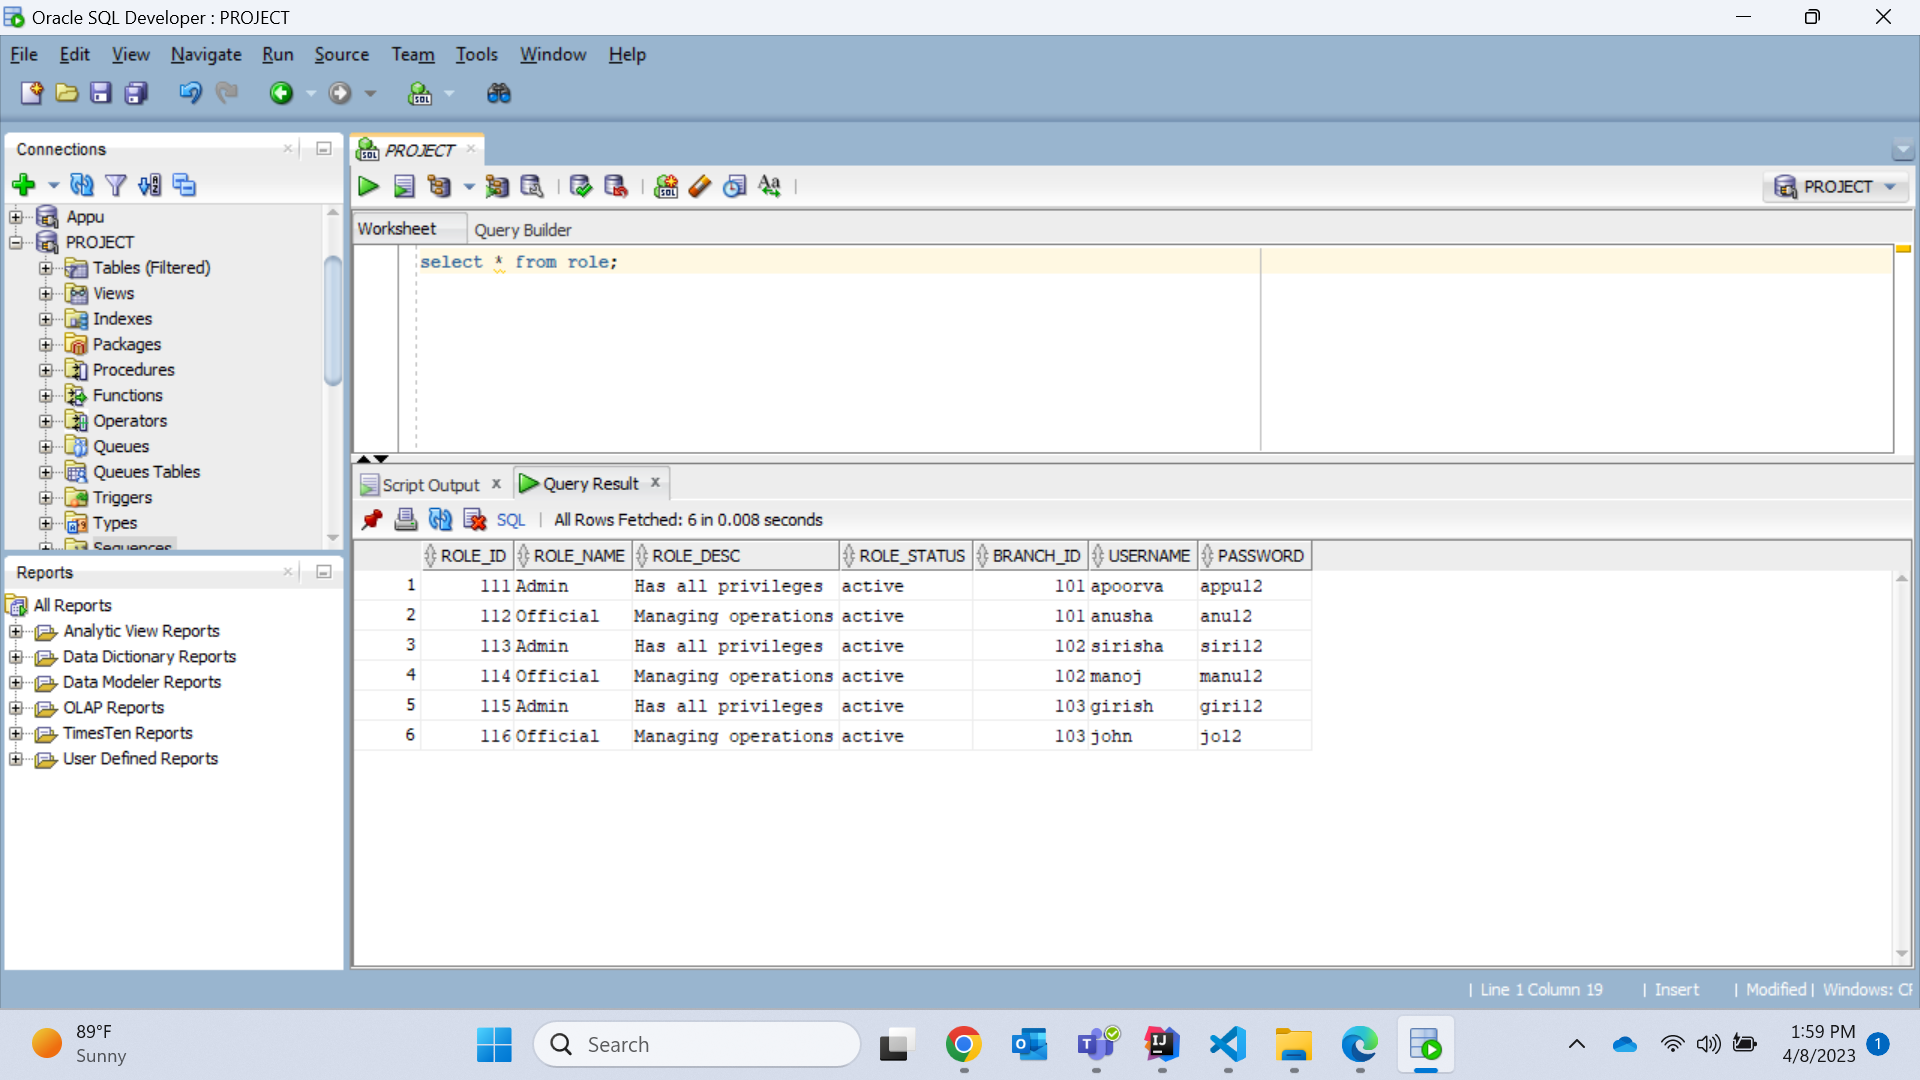 Oracle SQL Developer : PROJECT
File Edit View Navigate Run Source Team Tools Window Help
Connections
PROJECT
PROJECT
Appu
PROJECT
Tables (Filtered)
Views
Indexes
Packages
Procedures
Functions
Operators
Queues
Queues Tables
Triggers
Types
Sequences
Worksheet Query Builder
select * from role;
Script Output Query Result
SQL | All Rows Fetched: 6 in 0.008 seconds
ROLE_ID ROLE_NAME ROLE_DESC ROLE_STATUS BRANCH_ID USERNAME PASSWORD
1 111 Admin Has all privileges active 101 apoorva appu12
2 112 Official Managing operations active 101 anusha anu12
3 113 Admin Has all privileges active 102 sirisha siri12
4 114 Official Managing operations active 102 manoj manu12
5 115 Admin Has all privileges active 103 girish giri12
6 116 Official Managing operations active 103 john jo12
Reports
All Reports
Analytic View Reports
Data Dictionary Reports
Data Modeler Reports
OLAP Reports
TimesTen Reports
User Defined Reports
| Line 1 Column 19 | Insert | Modified | Windows: CF
89°F
Sunny
Search
1:59 PM
4/8/2023
1